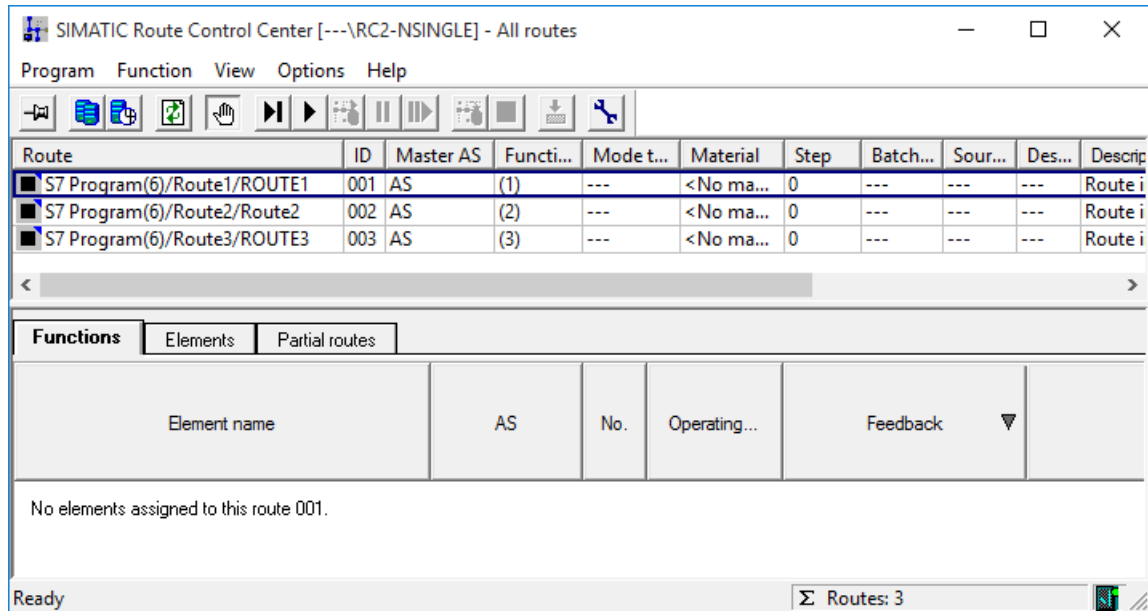 SIMATIC Route Control Center [---\RC2-NSINGLE] - All routes
Program Function View Options Help
Route ID Master AS Functi... Mode t... Material Step Batch... Sour... Des... Descrip
S7 Program(6)/Route1/ROUTE1 001 AS (1) --- <No ma... 0 --- --- --- Route i
S7 Program(6)/Route2/Route2 002 AS (2) --- <No ma... 0 --- --- --- Route i
S7 Program(6)/Route3/ROUTE3 003 AS (3) --- <No ma... 0 --- --- --- Route i
Functions Elements Partial routes
Element name AS No. Operating... Feedback
No elements assigned to this route 001.
Ready Σ Routes: 3